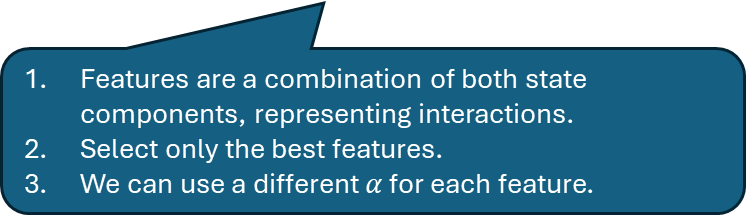 1. Features are a combination of both state
components, representing interactions.
2. Select only the best features.
3. We can use a different 𝛼 for each feature.